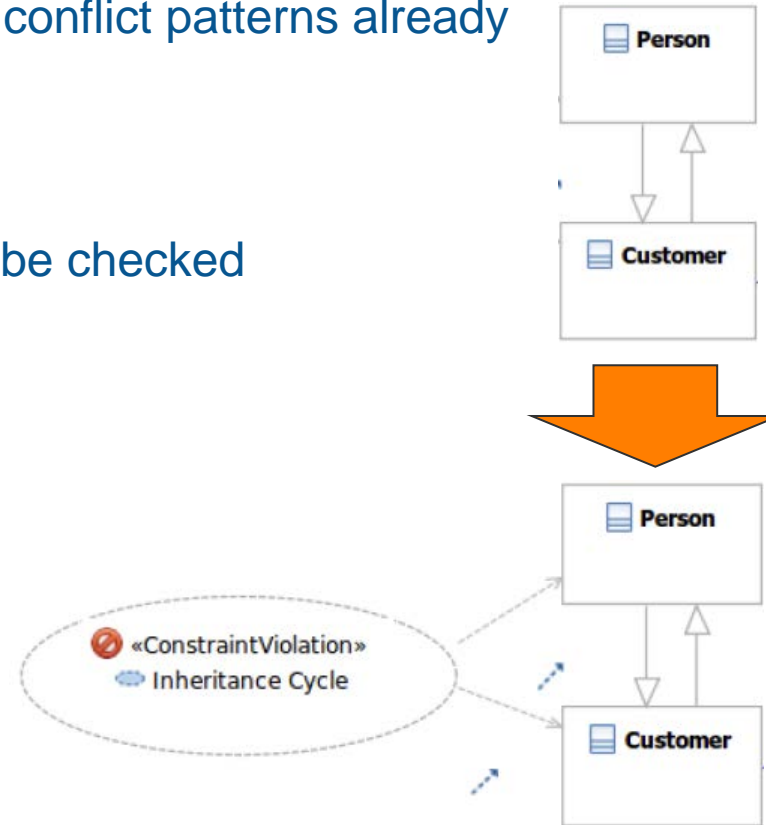 conflict patterns already
Person
be checked
Customer
Person
«ConstraintViolation»
Inheritance Cycle
Customer